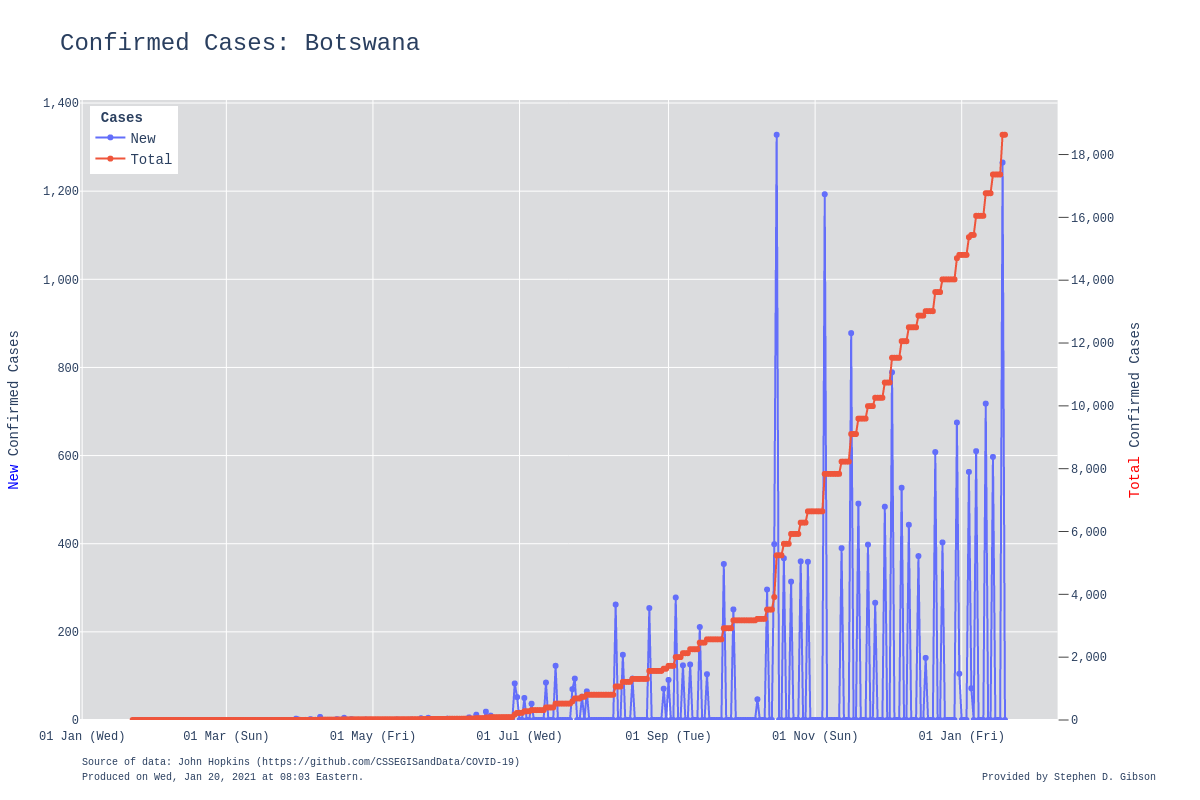 Confirmed Cases: Botswana
Cases
New
Total
1,400
1,200
1,000
800
600
400
200
0
New Confirmed Cases
18,000
16,000
14,000
12,000
10,000
8,000
6,000
4,000
2,000
0
Total Confirmed Cases
01 Jan (Wed) 01 Mar (Sun) 01 May (Fri) 01 Jul (Wed) 01 Sep (Tue) 01 Nov (Sun) 01 Jan (Fri)
Source of data: John Hopkins (https://github.com/CSSEGISandData/COVID-19)
Produced on Wed, Jan 20, 2021 at 08:03 Eastern.
Provided by Stephen D. Gibson